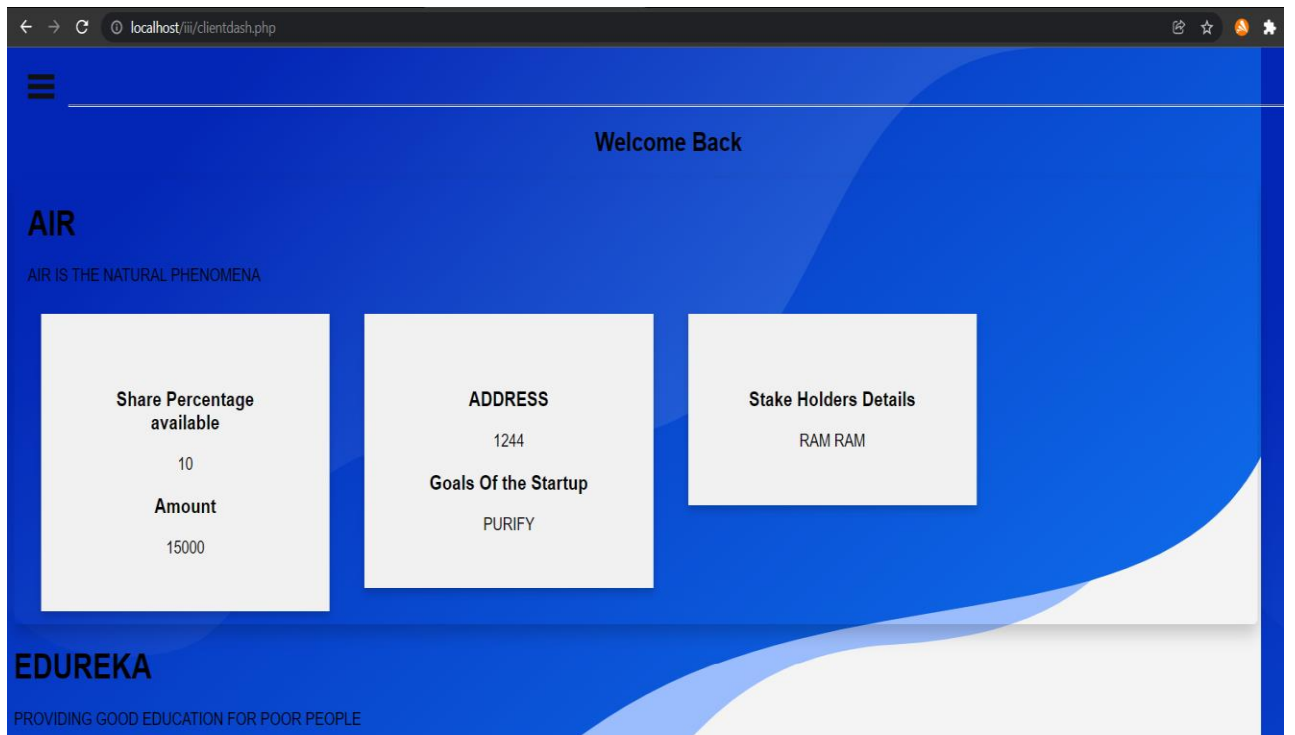 localhost/iii/clientdash.php
Welcome Back
AIR
AIR IS THE NATURAL PHENOMENA
Share Percentage
available
10
Amount
15000
ADDRESS
1244
Goals Of the Startup
PURIFY
Stake Holders Details
RAM RAM
EDUREKA
PROVIDING GOOD EDUCATION FOR POOR PEOPLE